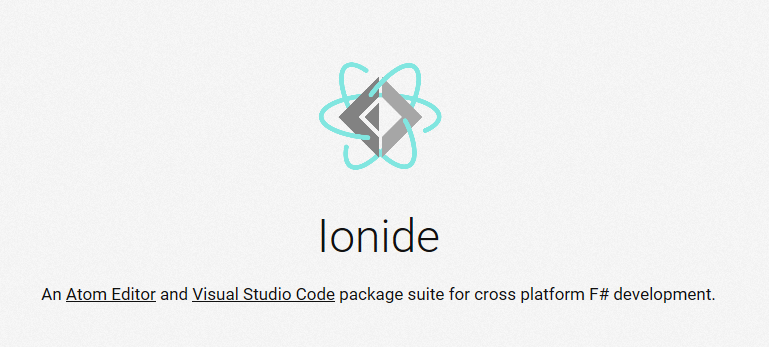 Ionide
An Atom Editor and Visual Studio Code package suite for cross platform F# development.